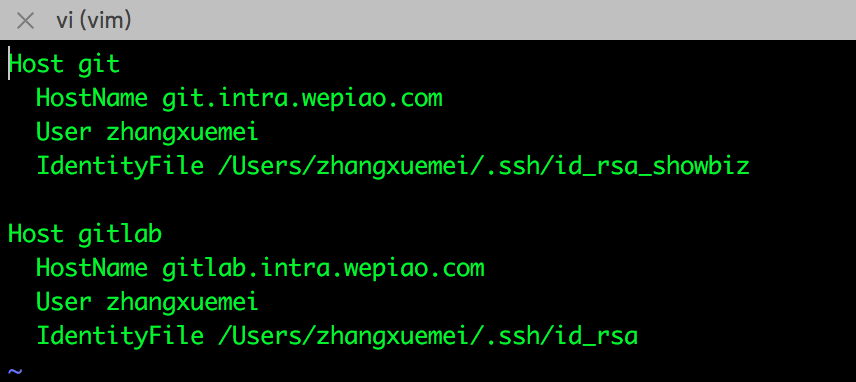 vi (vim)
Host git
  HostName git.intra.wepiao.com
  User zhangxuemei
  IdentityFile /Users/zhangxuemei/.ssh/id_rsa_showbiz

Host gitlab
  HostName gitlab.intra.wepiao.com
  User zhangxuemei
  IdentityFile /Users/zhangxuemei/.ssh/id_rsa
~